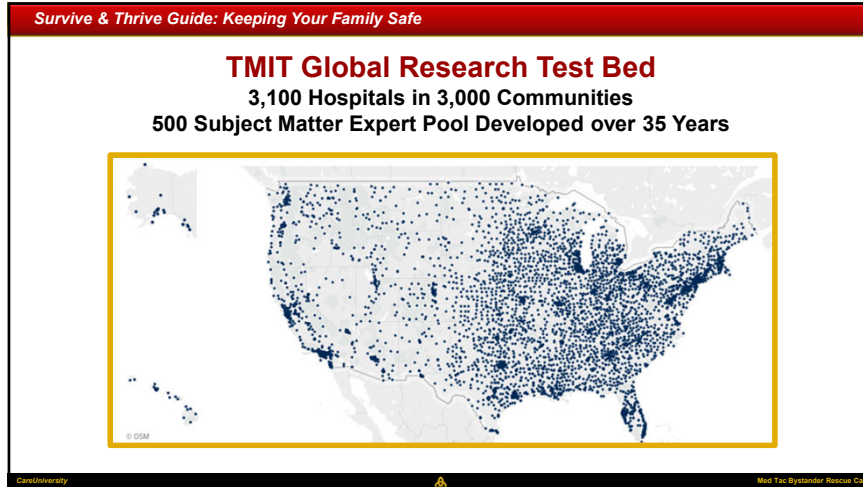 Survive & Thrive Guide: Keeping Your Family Safe
TMIT Global Research Test Bed
3,100 Hospitals in 3,000 Communities
500 Subject Matter Expert Pool Developed over 35 Years
© OSM
CareUniversity
Med Tac Bystander Rescue Ca